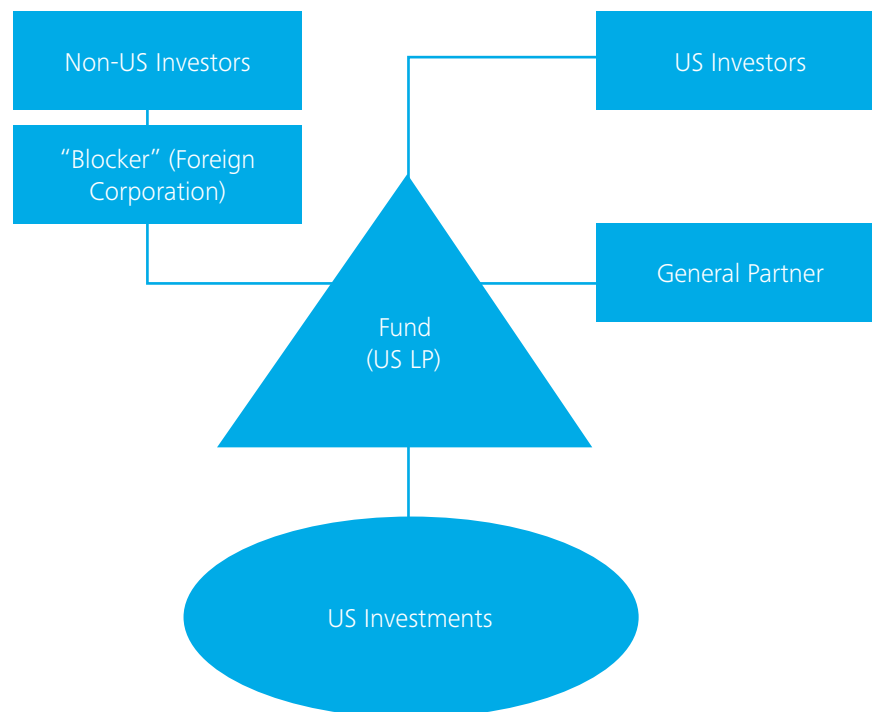 Non-US Investors
US Investors
“Blocker” (Foreign
Corporation)
General Partner
Fund
(US LP)
US Investments